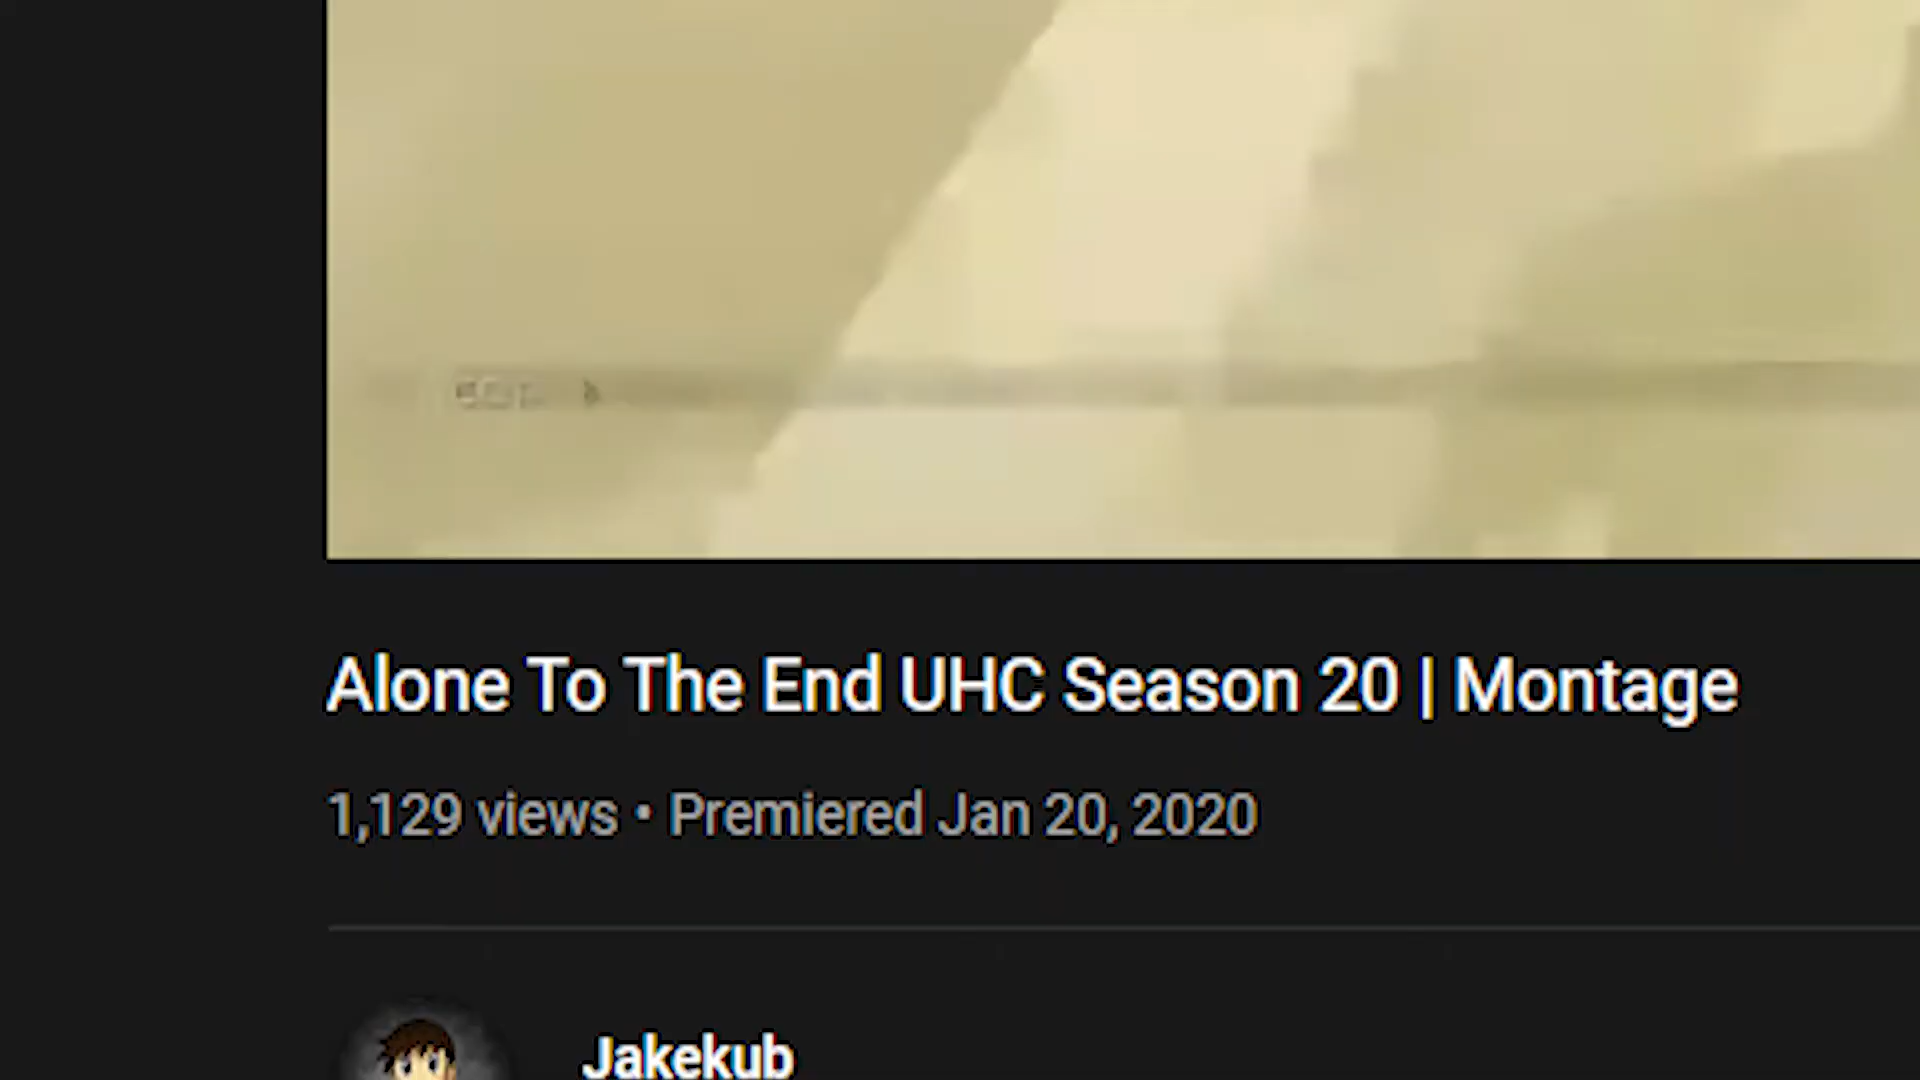 Alone To The End UHC Season 20 | Montage
1,129 views • Premiered Jan 20, 2020
Jakekub